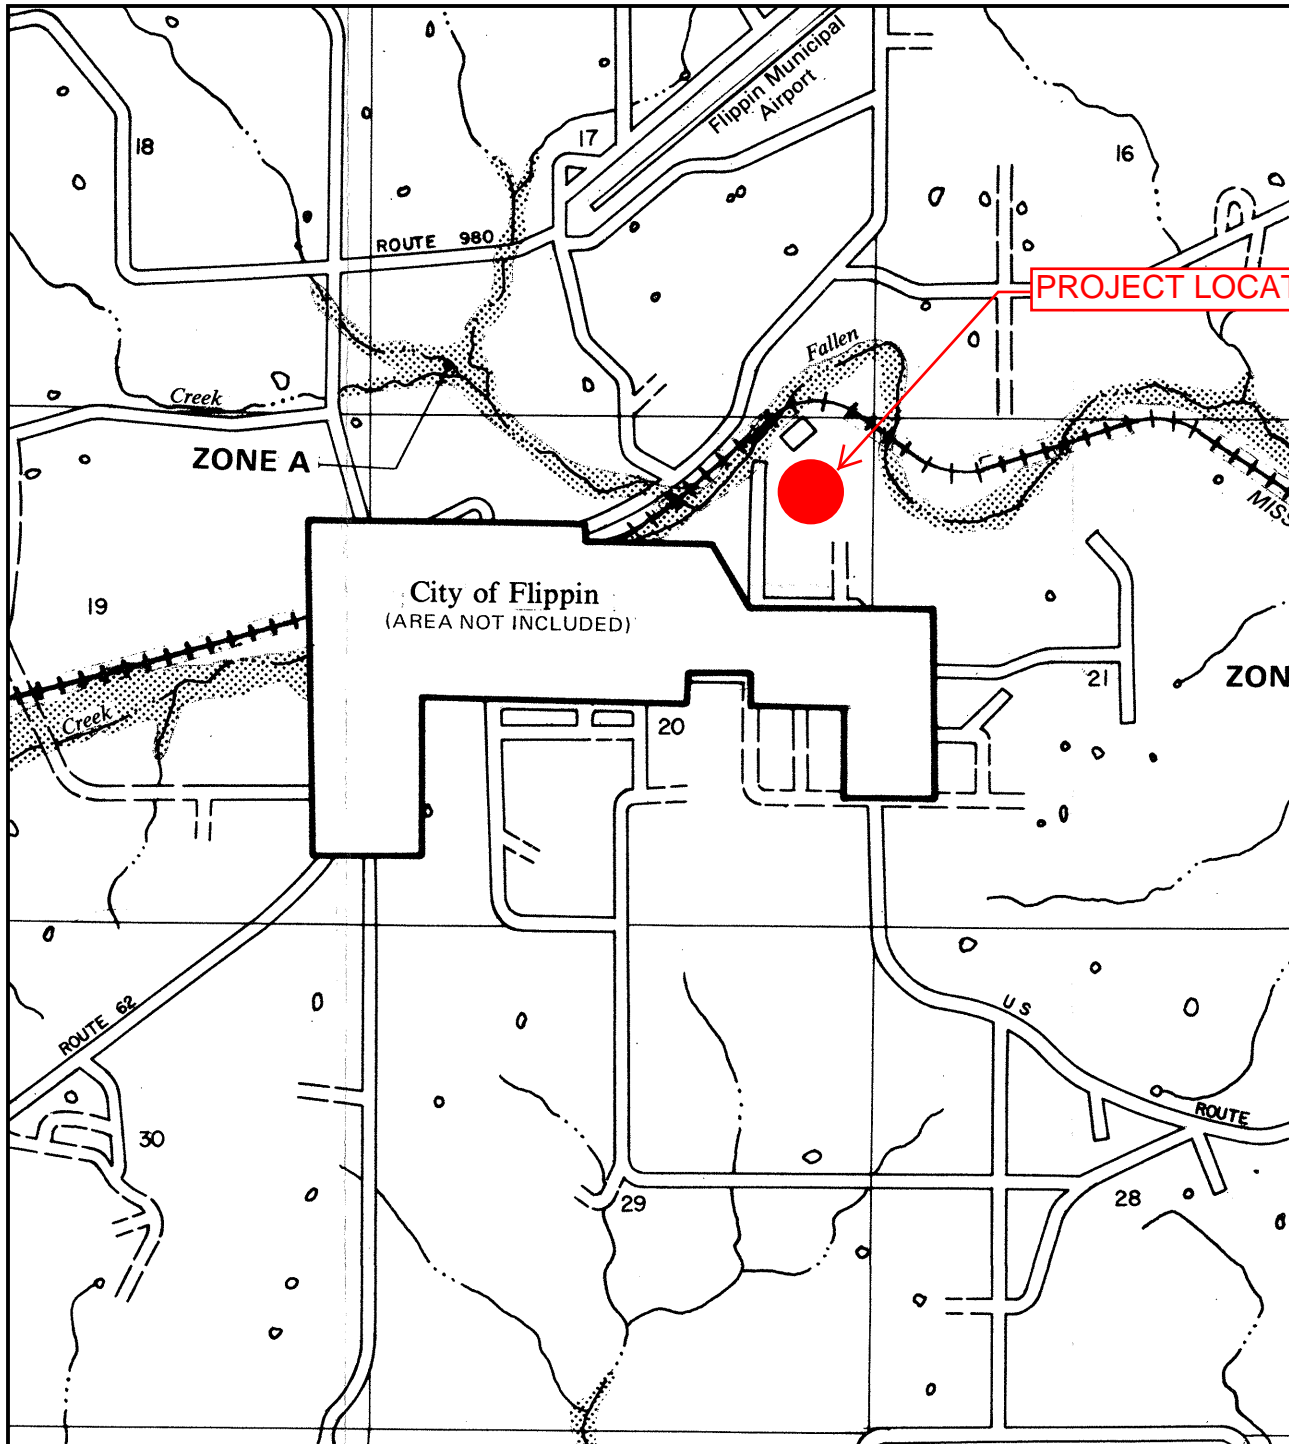 Flippin Municipal
Airport
17
18
16
ROUTE 980
PROJECT LOCAT
Fallen
Creek
ZONE A
MISS
City of Flippin
(AREA NOT INCLUDED)
19
21
ZON
Creek
20
ROUTE 62
US
ROUTE
30
29
28